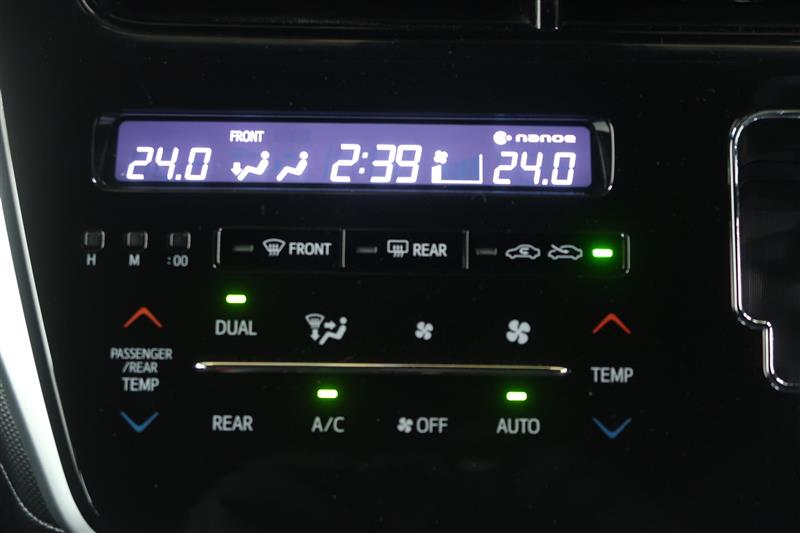 FRONT
nanoe
24.0 2:39 24.0
H M :00
FRONT REAR
DUAL
PASSENGER
/REAR
TEMP
TEMP
REAR A/C OFF AUTO